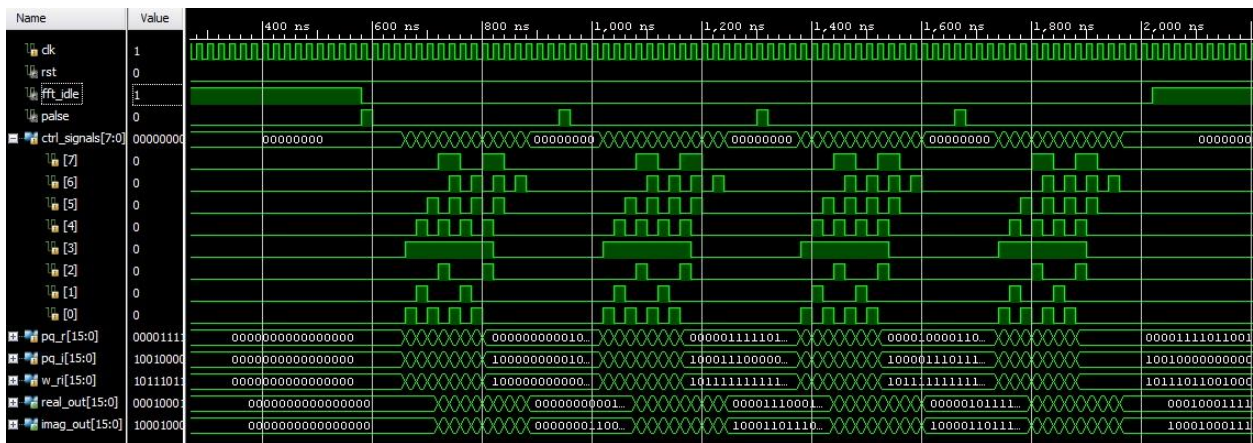 Name Value 400 ns 600 ns 800 ns 1,000 ns 1,200 ns 1,400 ns 1,600 ns 1,800 ns 2,000 ns
clk 1
rst 0
fft_idle 1
palse 0
ctrl_signals[7:0] 00000000 00000000 00000000 00000000 00000000 0000000
[7] 0
[6] 0
[5] 0
[4] 0
[3] 0
[2] 0
[1] 0
[0] 0
pq_r[15:0] 00001111 0000000000000000 000000000010... 000001111101... 000010000110... 00001111011001
pq_i[15:0] 10010000 0000000000000000 100000000010... 100011100000... 100001110111... 10010000000000
w_ri[15:0] 10111011 0000000000000000 100000000000... 101111111111... 101111111111... 10111011001000
real_out[15:0] 00010001 0000000000000000 00000000001... 00001110001... 00000101111... 00010001111
imag_out[15:0] 10001000 0000000000000000 00000001100... 10001101110... 10000110111... 10001000111